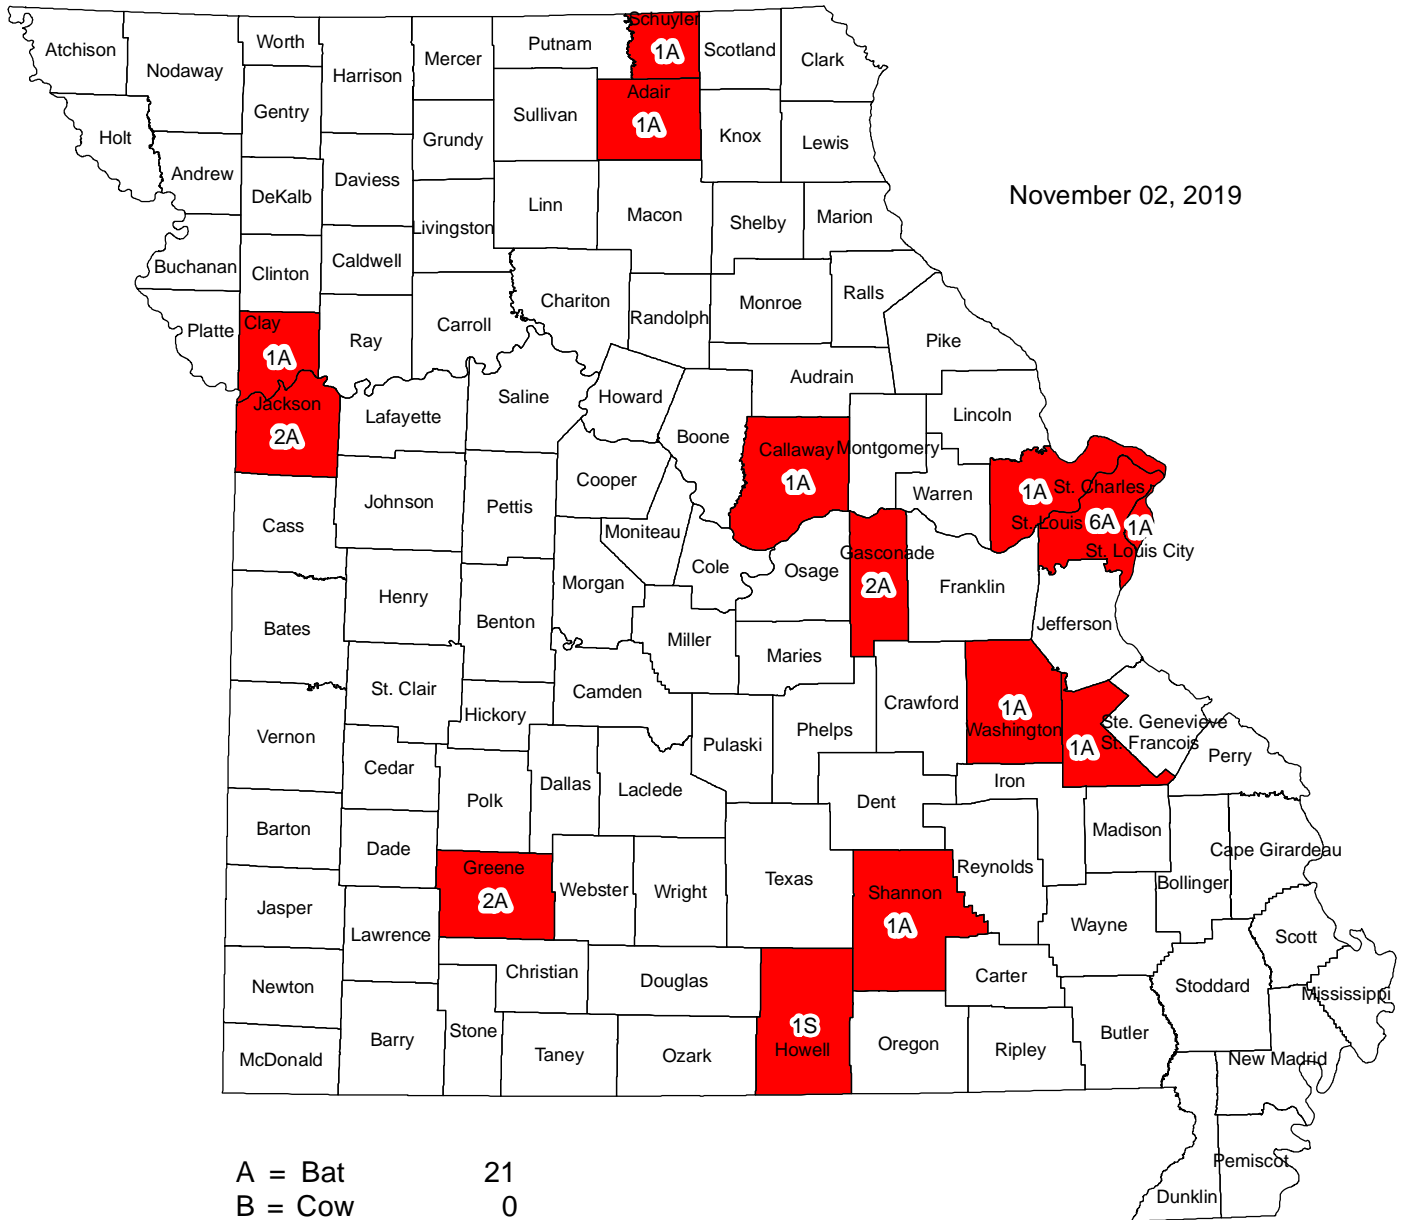 Schuyler
Atchison
Worth
Putnam
1A
Scotland
Nodaway
Harrison
Mercer
Clark
Adair
Gentry
Sullivan
1A
Holt
Grundy
Knox
Lewis
Andrew
DeKalb
Daviess
November 02, 2019
Linn
Macon
Shelby
Marion
Livingston
Buchanan
Clinton
Caldwell
Chariton
Monroe
Ralls
Randolph
Clay
Platte
Carroll
Ray
Pike
1A
Audrain
Jackson
Saline
Howard
Lafayette
Lincoln
2A
Boone
Callaway
Montgomery
Cooper
1A
Johnson
Pettis
Warren
1A
St. Charles
Cass
Moniteau
St. Louis
6A
1A
Gasconade
St. Louis City
Cole
Osage
Morgan
2A
Franklin
Henry
Benton
Bates
Miller
Jefferson
Maries
St. Clair
Camden
Crawford
1A
Hickory
Ste. Genevieve
Vernon
Pulaski
Phelps
Washington
1A
St. Francois
Perry
Cedar
Dallas
Laclede
Iron
Polk
Dent
Barton
Madison
Dade
Cape Girardeau
Greene
Reynolds
Webster
Wright
Texas
Shannon
Bollinger
2A
Jasper
1A
Wayne
Lawrence
Scott
Christian
Douglas
Carter
Newton
Stoddard
Mississippi
1S
Stone
Barry
Howell
Oregon
Ripley
Butler
McDonald
Taney
Ozark
New Madrid
Pemiscot
Dunklin
A = Bat 21
B = Cow 0